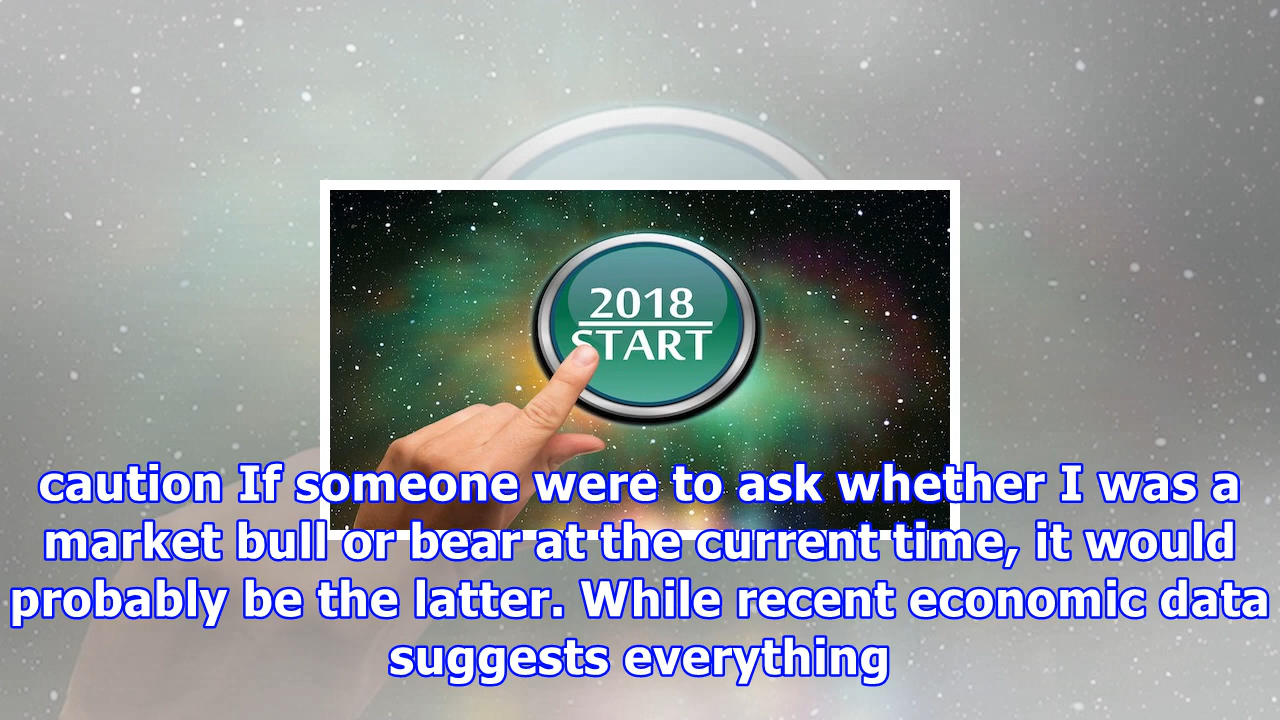 2018
START
caution If someone were to ask whether I was a
market bull or bear at the current time, it would
probably be the latter. While recent economic data
suggests everything